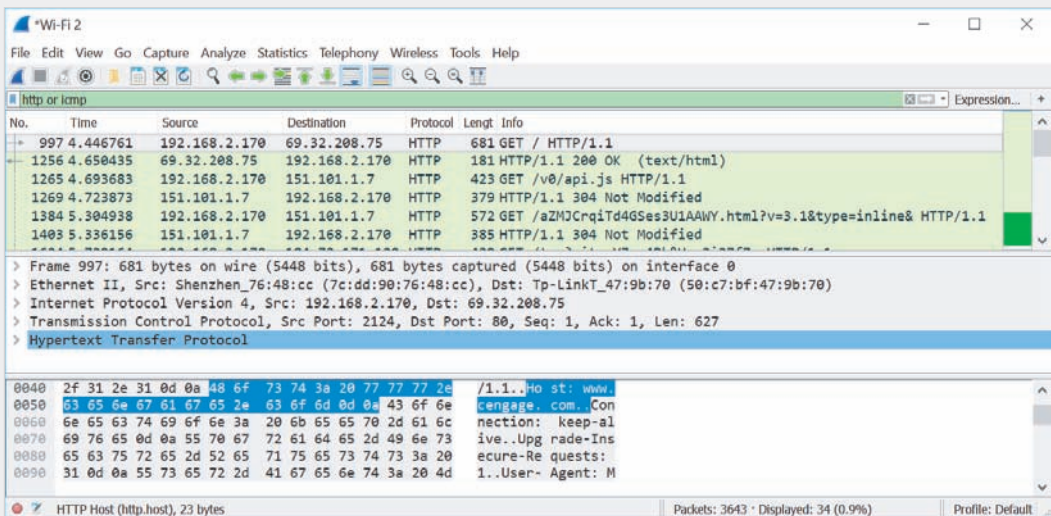 *Wi-Fi 2
File Edit View Go Capture Analyze Statistics Telephony Wireless Tools Help
http or icmp Expression... +
No. Time Source Destination Protocol Lengt Info
997 4.446761 192.168.2.170 69.32.208.75 HTTP 681 GET / HTTP/1.1
1256 4.650435 69.32.208.75 192.168.2.170 HTTP 181 HTTP/1.1 200 OK (text/html)
1265 4.693683 192.168.2.170 151.101.1.7 HTTP 423 GET /v0/api.js HTTP/1.1
1269 4.723873 151.101.1.7 192.168.2.170 HTTP 379 HTTP/1.1 304 Not Modified
1384 5.304938 192.168.2.170 151.101.1.7 HTTP 572 GET /aZMJCrqiTd4GSes3U1AAWY.html?v=3.1&type=inline& HTTP/1.1
1403 5.336156 151.101.1.7 192.168.2.170 HTTP 385 HTTP/1.1 304 Not Modified
> Frame 997: 681 bytes on wire (5448 bits), 681 bytes captured (5448 bits) on interface 0
> Ethernet II, Src: Shenzhen_76:48:cc (7c:dd:90:76:48:cc), Dst: Tp-LinkT_47:9b:70 (50:c7:bf:47:9b:70)
> Internet Protocol Version 4, Src: 192.168.2.170, Dst: 69.32.208.75
> Transmission Control Protocol, Src Port: 2124, Dst Port: 80, Seq: 1, Ack: 1, Len: 627
> Hypertext Transfer Protocol
0040 2f 31 2e 31 0d 0a 48 6f 73 74 3a 20 77 77 77 2e /1.1..Ho st: www.
0050 63 65 6e 67 61 67 65 2e 63 6f 6d 0d 0a 43 6f 6e cengage. com..Con
0060 6e 65 63 74 69 6f 6e 3a 20 6b 65 65 70 2d 61 6c nection: keep-al
0070 69 76 65 0d 0a 55 70 67 72 61 64 65 2d 49 6e 73 ive..Upg rade-Ins
0080 65 63 75 72 65 2d 52 65 71 75 65 73 74 73 3a 20 ecure-Re quests:
0090 31 0d 0a 55 73 65 72 2d 41 67 65 6e 74 3a 20 4d 1..User- Agent: M
HTTP Host (http.host), 23 bytes Packets: 3643 · Displayed: 34 (0.9%) Profile: Default